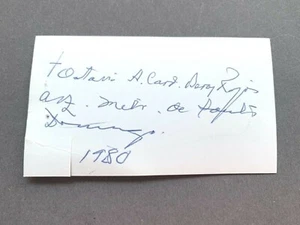 + Octavio A. Card. Beras Rojas
Arz. Metr. de Santo
Domingo.
1980